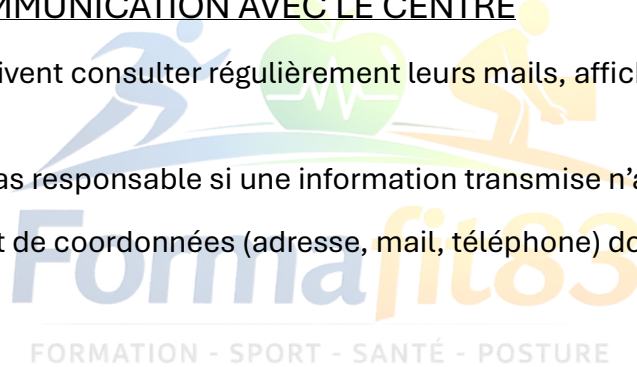 MMUNICATION AVEC LE CENTRE
ivent consulter régulièrement leurs mails, affich
as responsable si une information transmise n'a
t de coordonnées (adresse, mail, téléphone) do
Formafit83
FORMATION - SPORT - SANTÉ - POSTURE